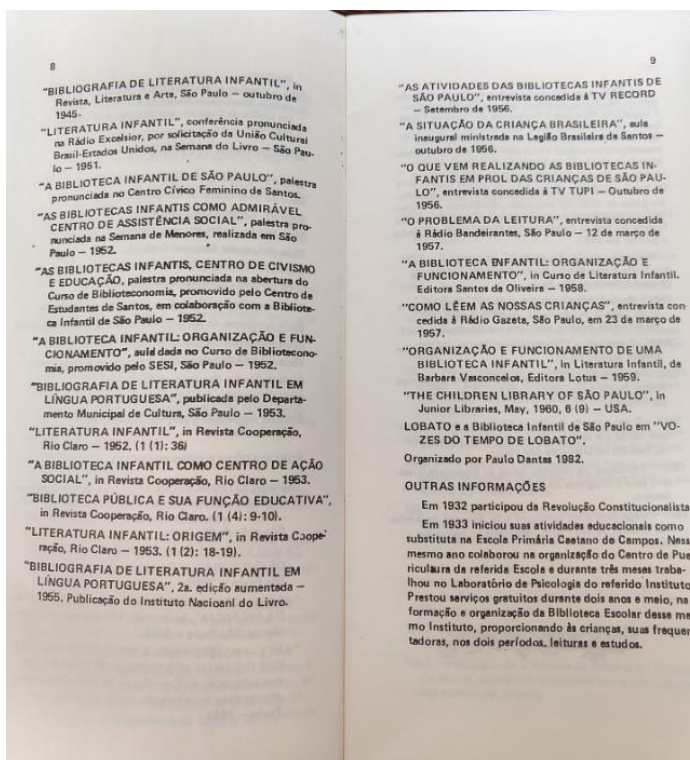 8
"BIBLIOGRAFIA DE LITERATURA INFANTIL", in
Revista, Literatura e Arte, São Paulo — outubro de
1945.
"LITERATURA INFANTIL", conferência pronunciada
na Rádio Excelsior, por solicitação da União Cultural
Brasil-Estados Unidos, na Semana do Livro — São Pau-
lo — 1951.
"A BIBLIOTECA INFANTIL DE SÃO PAULO", palestra
pronunciada no Centro Cívico Feminino de Santos.
"AS BIBLIOTECAS INFANTIS COMO ADMIRÁVEL
CENTRO DE ASSISTÊNCIA SOCIAL", palestra pro-
nunciada na Semana de Menores, realizada em São
Paulo — 1952.
"AS BIBLIOTECAS INFANTIS, CENTRO DE CIVISMO
E EDUCAÇÃO, palestra pronunciada na abertura do
Curso de Biblioteconomia, promovido pelo Centro de
Estudantes de Santos, em colaboração com a Bibliote-
ca Infantil de São Paulo — 1952.
"A BIBLIOTECA INFANTIL: ORGANIZAÇÃO E FUN-
CIONAMENTO", aula dada no Curso de Bibliotecono-
mia, promovido pelo SESI, São Paulo — 1952.
"BIBLIOGRAFIA DE LITERATURA INFANTIL EM
LÍNGUA PORTUGUESA", publicada pelo Departa-
mento Municipal de Cultura, São Paulo — 1953.
"LITERATURA INFANTIL", in Revista Cooperação,
Rio Claro — 1952. (1 (1): 36)
"A BIBLIOTECA INFANTIL COMO CENTRO DE AÇÃO
SOCIAL", in Revista Cooperação, Rio Claro — 1953.
"BIBLIOTECA PÚBLICA E SUA FUNÇÃO EDUCATIVA",
in Revista Cooperação, Rio Claro. (1 (4): 9-10).
"LITERATURA INFANTIL: ORIGEM", in Revista Coope-
ração, Rio Claro — 1953. (1 (2): 18-19).
"BIBLIOGRAFIA DE LITERATURA INFANTIL EM
LÍNGUA PORTUGUESA", 2a. edição aumentada —
1955. Publicação do Instituto Nacioanl do Livro.
9
"AS ATIVIDADES DAS BIBLIOTECAS INFANTIS DE
SÃO PAULO", entrevista concedida à TV RECORD
— Setembro de 1956.
"A SITUAÇÃO DA CRIANÇA BRASILEIRA", aula
inaugural ministrada na Legião Brasileira de Santos —
outubro de 1956.
"O QUE VEM REALIZANDO AS BIBLIOTECAS IN-
FANTIS EM PROL DAS CRIANÇAS DE SÃO PAU-
LO", entrevista concedida à TV TUPI — Outubro de
1956.
"O PROBLEMA DA LEITURA", entrevista concedida
à Rádio Bandeirantes, São Paulo — 12 de março de
1957.
"A BIBLIOTECA INFANTIL: ORGANIZAÇÃO E
FUNCIONAMENTO", in Curso de Literatura Infantil.
Editora Santos de Oliveira — 1958.
"COMO LÊEM AS NOSSAS CRIANÇAS", entrevista con-
cedida à Rádio Gazeta, São Paulo, em 23 de março de
1957.
"ORGANIZAÇÃO E FUNCIONAMENTO DE UMA
BIBLIOTECA INFANTIL", in Literatura Infantil, de
Barbara Vasconcelos, Editora Lotus — 1959.
"THE CHILDREN LIBRARY OF SÃO PAULO", in
Junior Libraries, May, 1960, 6 (9) — USA.
LOBATO e a Biblioteca Infantil de São Paulo em "VO-
ZES DO TEMPO DE LOBATO".
Organizado por Paulo Dantas 1982.
OUTRAS INFORMAÇÕES
Em 1932 participou da Revolução Constitucionalista
Em 1933 iniciou suas atividades educacionais como
substituta na Escola Primária Caetano de Campos. Ness
mesmo ano colaborou na organização do Centro de Pue
ricultura da referida Escola e durante três meses traba-
lhou no Laboratório de Psicologia do referido Instituto
Prestou serviços gratuitos durante dois anos e meio, na
formação e organização da Biblioteca Escolar desse me
mo Instituto, proporcionando às crianças, suas frequen
tadoras, nos dois períodos, leituras e estudos.